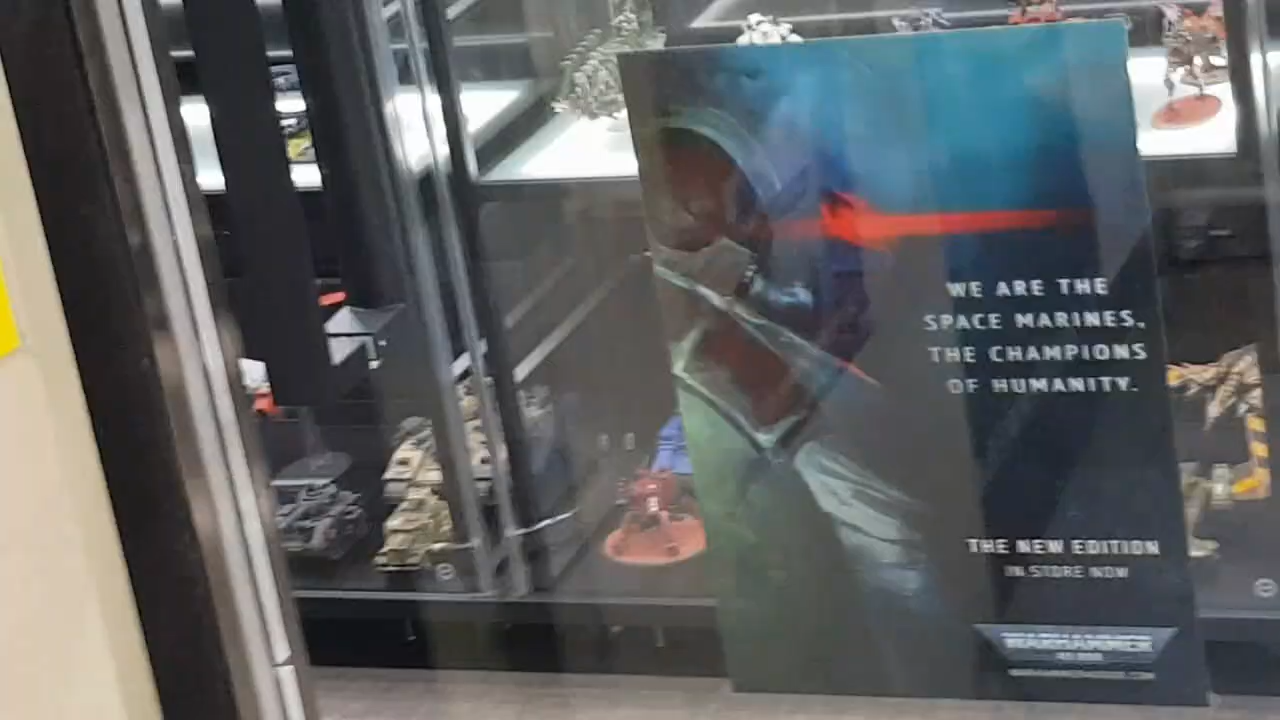 WE ARE THE
SPACE MARINES,
THE CHAMPIONS
OF HUMANITY.
THE NEW EDITION
IN STORE NOW
WARHAMMER